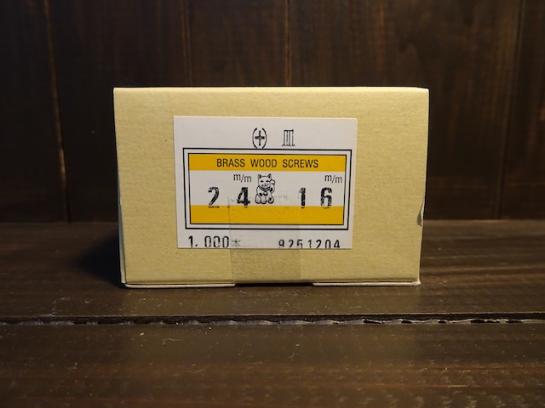 (+) 皿
BRASS WOOD SCREWS
m/m m/m
2.4 16
1,000本 9251204